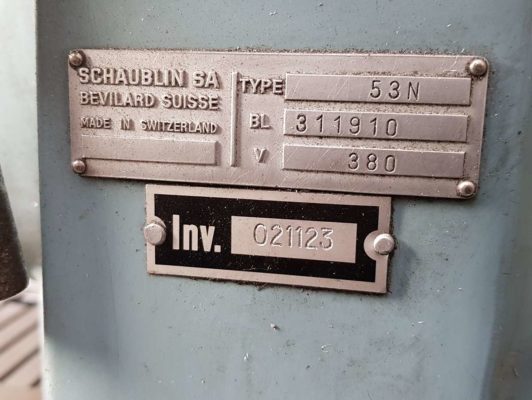 SCHAUBLIN SA
BEVILARD SUISSE
MADE IN SWITZERLAND
TYPE 53N
BL 311910
V 380
Inv. 021123